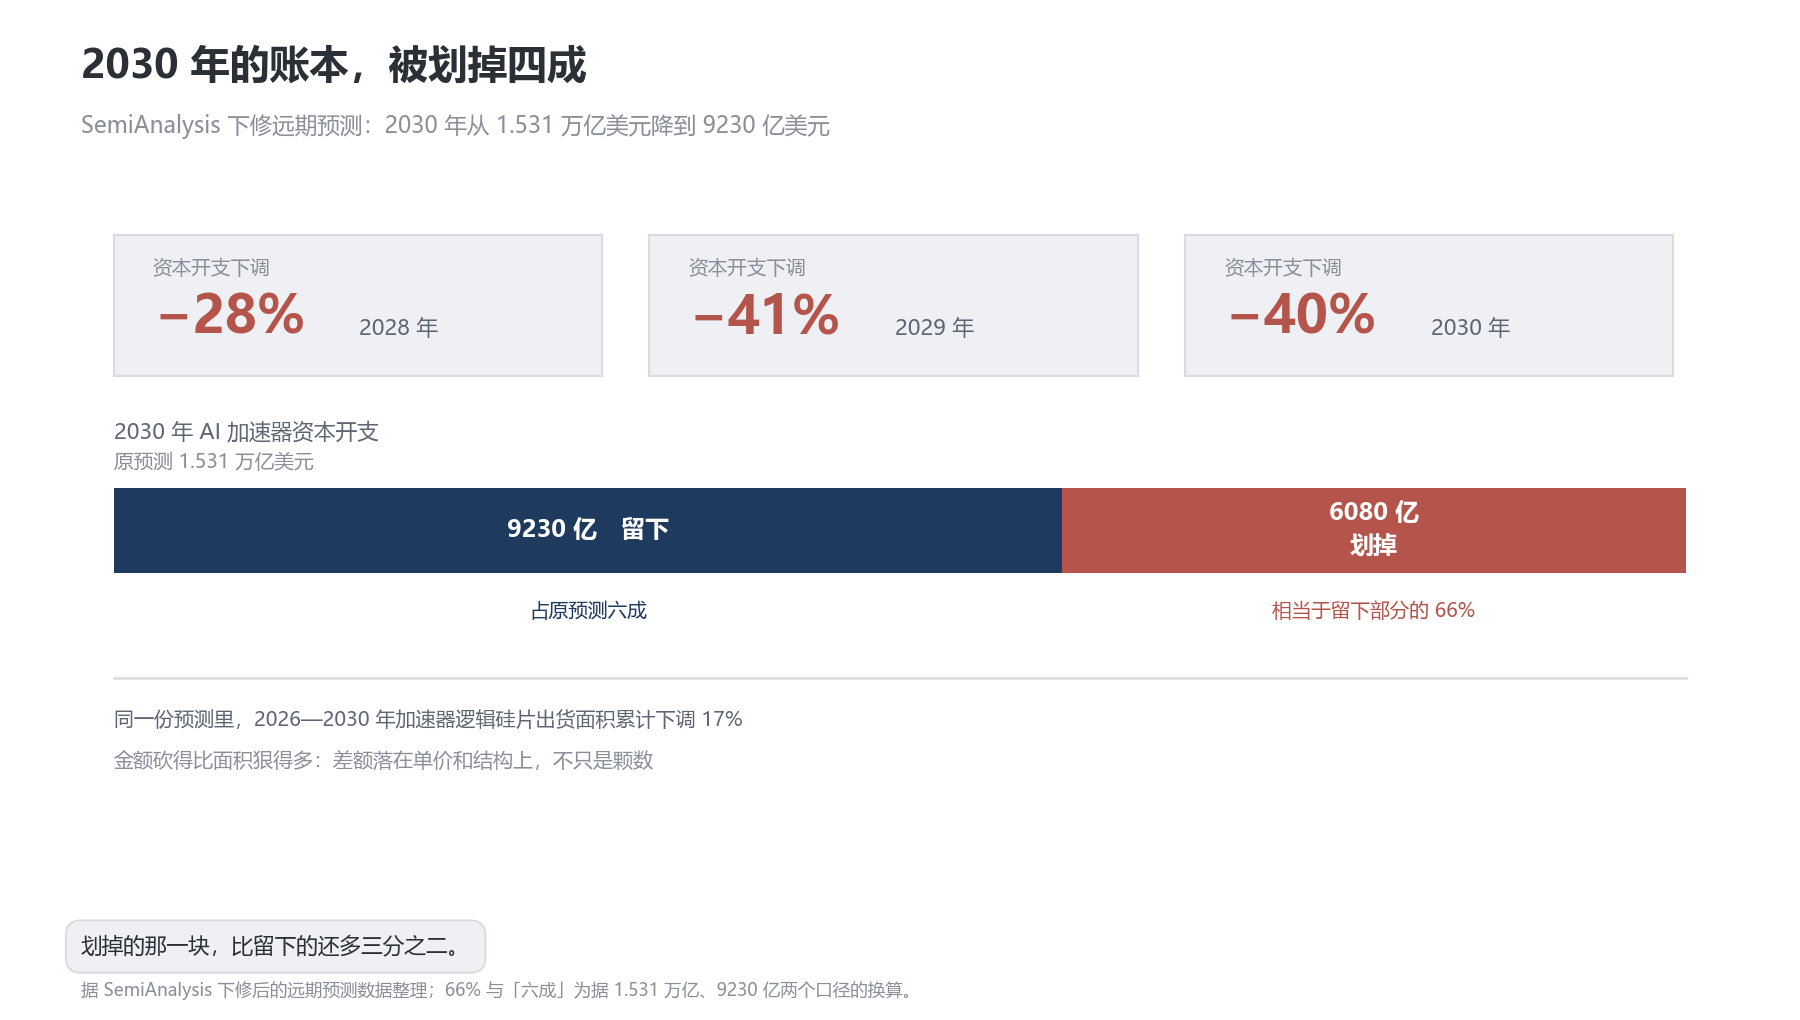 2030 年的账本，被划掉四成
SemiAnalysis 下修远期预测：2030 年从 1.531 万亿美元降到 9230 亿美元
资本开支下调
−28% 2028 年
资本开支下调
−41% 2029 年
资本开支下调
−40% 2030 年
2030 年 AI 加速器资本开支
原预测 1.531 万亿美元
9230 亿 留下
6080 亿
划掉
占原预测六成
相当于留下部分的 66%
同一份预测里，2026—2030 年加速器逻辑硅片出货面积累计下调 17%
金额砍得比面积狠得多：差额落在单价和结构上，不只是颗数
划掉的那一块，比留下的还多三分之二。
据 SemiAnalysis 下修后的远期预测数据整理；66% 与「六成」为据 1.531 万亿、9230 亿两个口径的换算。